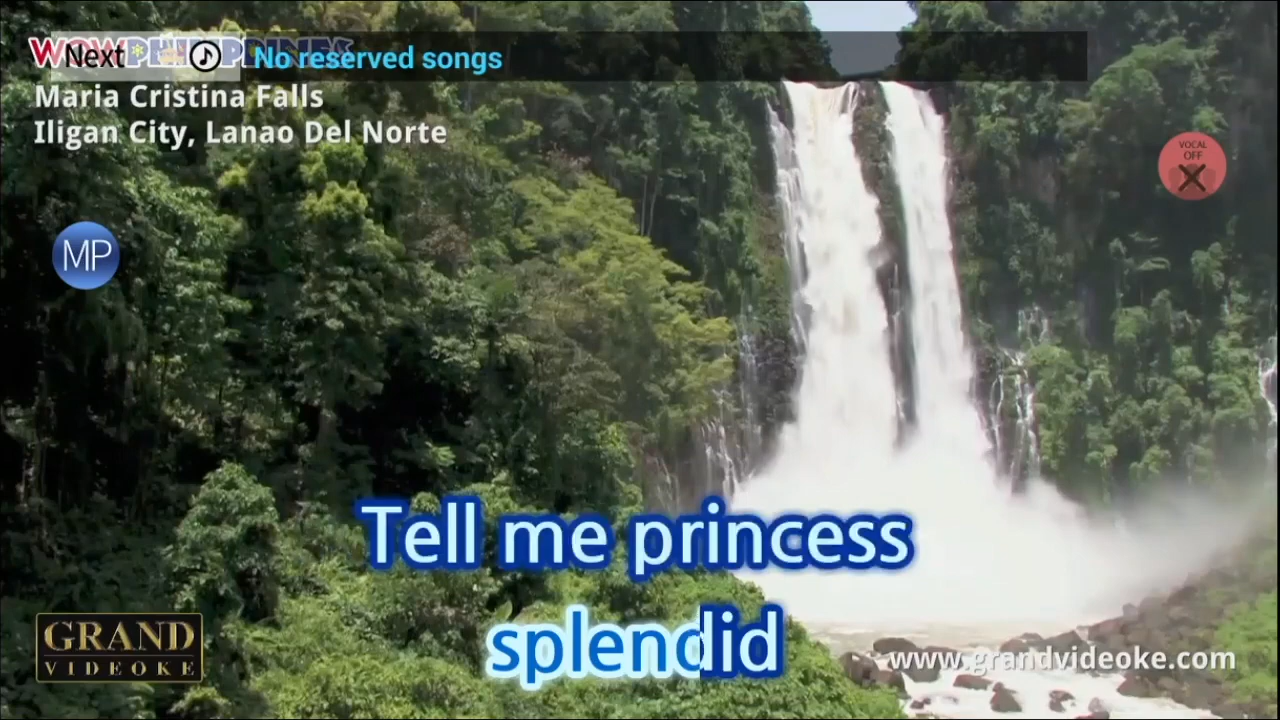 WOWPHILIPPINES
Next
No reserved songs
Maria Cristina Falls
Iligan City, Lanao Del Norte
VOCAL
OFF
MP
Tell me princess
splendid
GRAND
VIDEOKE
www.grandvideoke.com